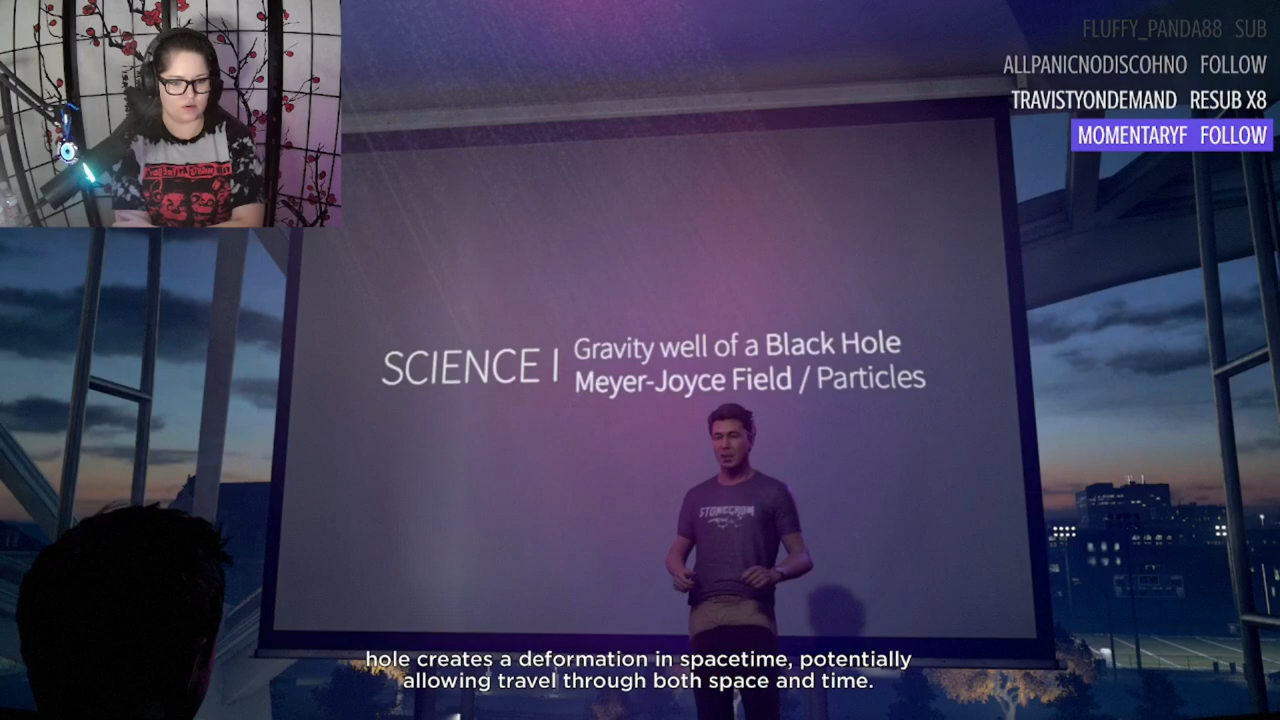 FLUFFY_PANDA88 SUB
ALLPANICNODISCOHNO FOLLOW
TRAVISTYONDEMAND RESUB X8
MOMENTARYF FOLLOW
SCIENCE |
Gravity well of a Black Hole
Meyer-Joyce Field / Particles
STONECROW
hole creates a deformation in spacetime, potentially
allowing travel through both space and time.